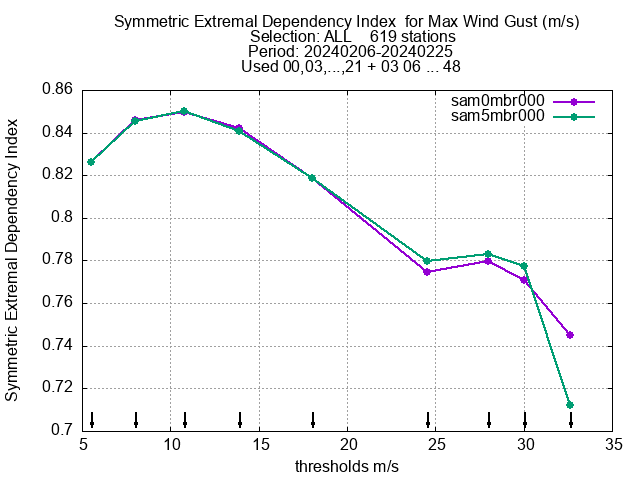 Symmetric Extremal Dependency Index  for Max Wind Gust (m/s)
Selection: ALL    619 stations
Period: 20240206-20240225
Used 00,03,...,21 + 03 06 ... 48
sam0mbr000
sam5mbr000
Symmetric Extremal Dependency Index
0.86
0.84
0.82
0.8
0.78
0.76
0.74
0.72
0.7
5 10 15 20 25 30 35
thresholds m/s